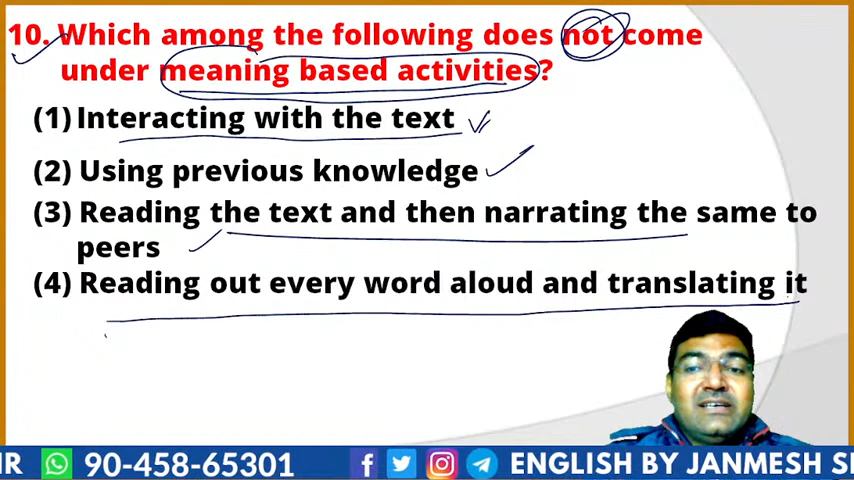 10. Which among the following does not come
under meaning based activities?
(1) Interacting with the text
(2) Using previous knowledge
(3) Reading the text and then narrating the same to
peers
(4) Reading out every word aloud and translating it
IR 90-458-65301 ENGLISH BY JANMESH S